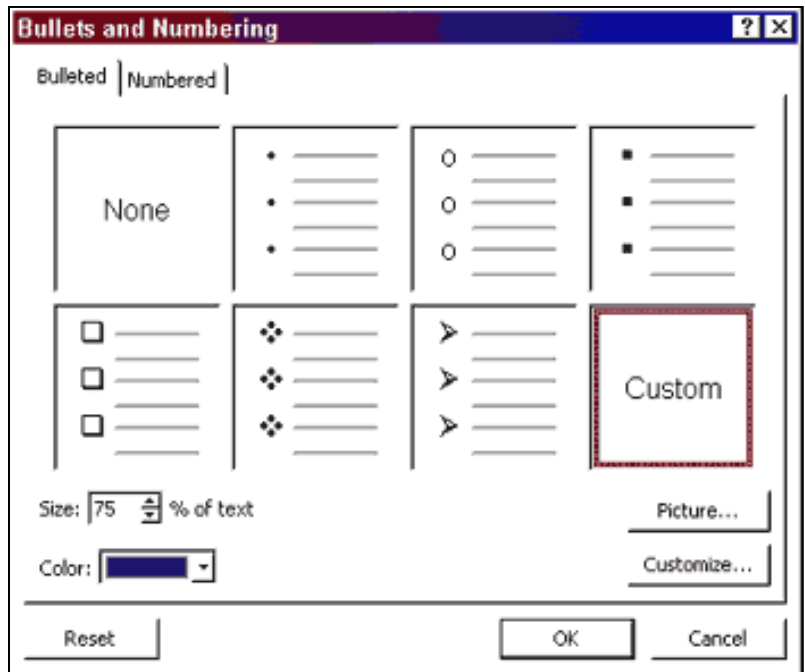 Bullets and Numbering
Bulleted Numbered
None
Custom
Size: 75 % of text
Picture...
Color:
Customize...
Reset OK Cancel